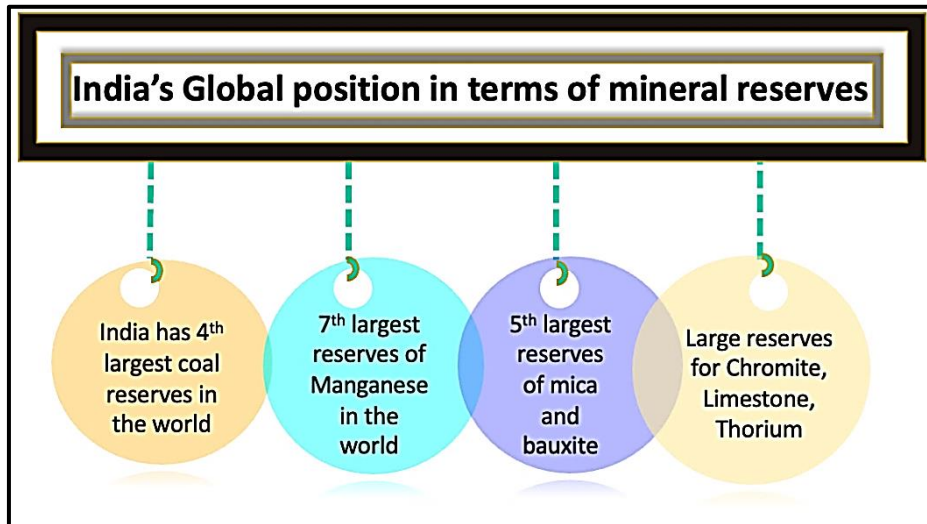 India’s Global position in terms of mineral reserves
India has 4th
largest coal
reserves in
the world
7th largest
reserves of
Manganese
in the
world
5th largest
reserves
of mica
and
bauxite
Large reserves
for Chromite,
Limestone,
Thorium